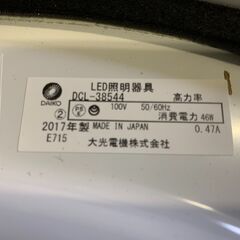 LED照明器具
DAIKO DCL-38544 高力率
② PSE 100V 50/60Hz 消費電力 46W
2017年製 MADE IN JAPAN 0.47A
E715 大光電機株式会社